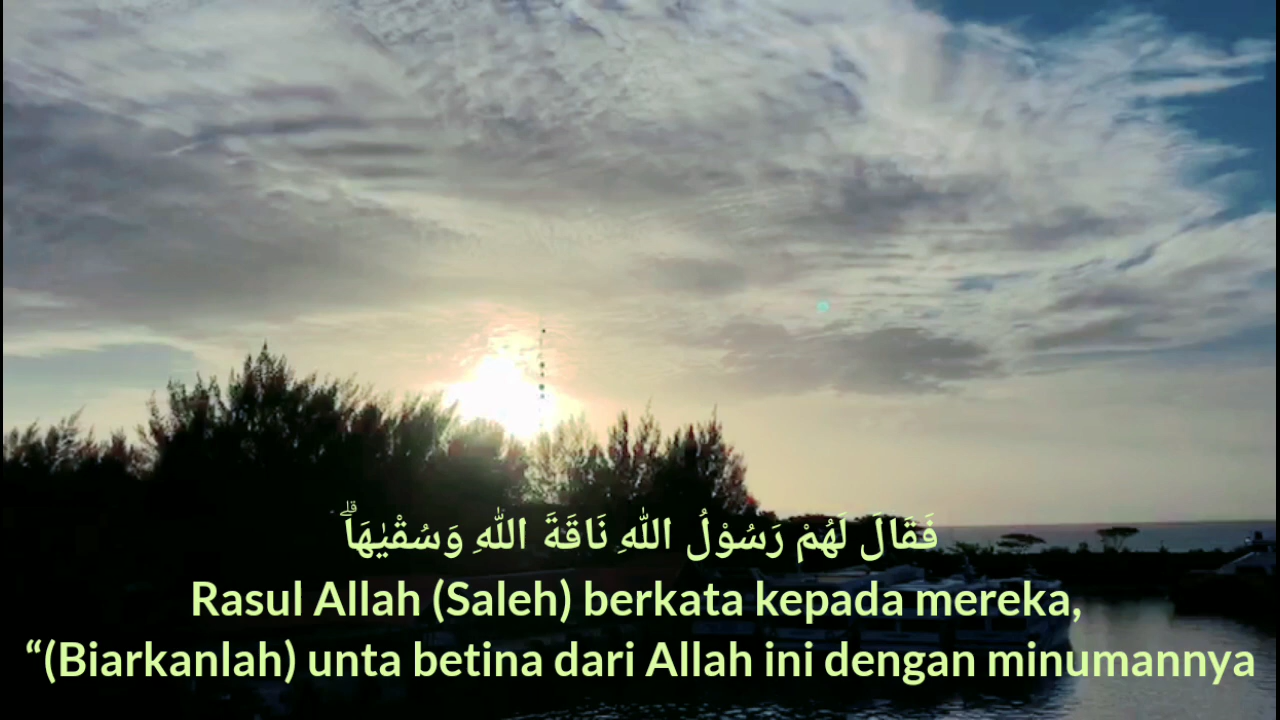 فَقَالَ لَهُمْ رَسُوْلُ اللّٰهِ نَاقَةَ اللّٰهِ وَسُقْيٰهَاۗ
Rasul Allah (Saleh) berkata kepada mereka,
“(Biarkanlah) unta betina dari Allah ini dengan minumannya